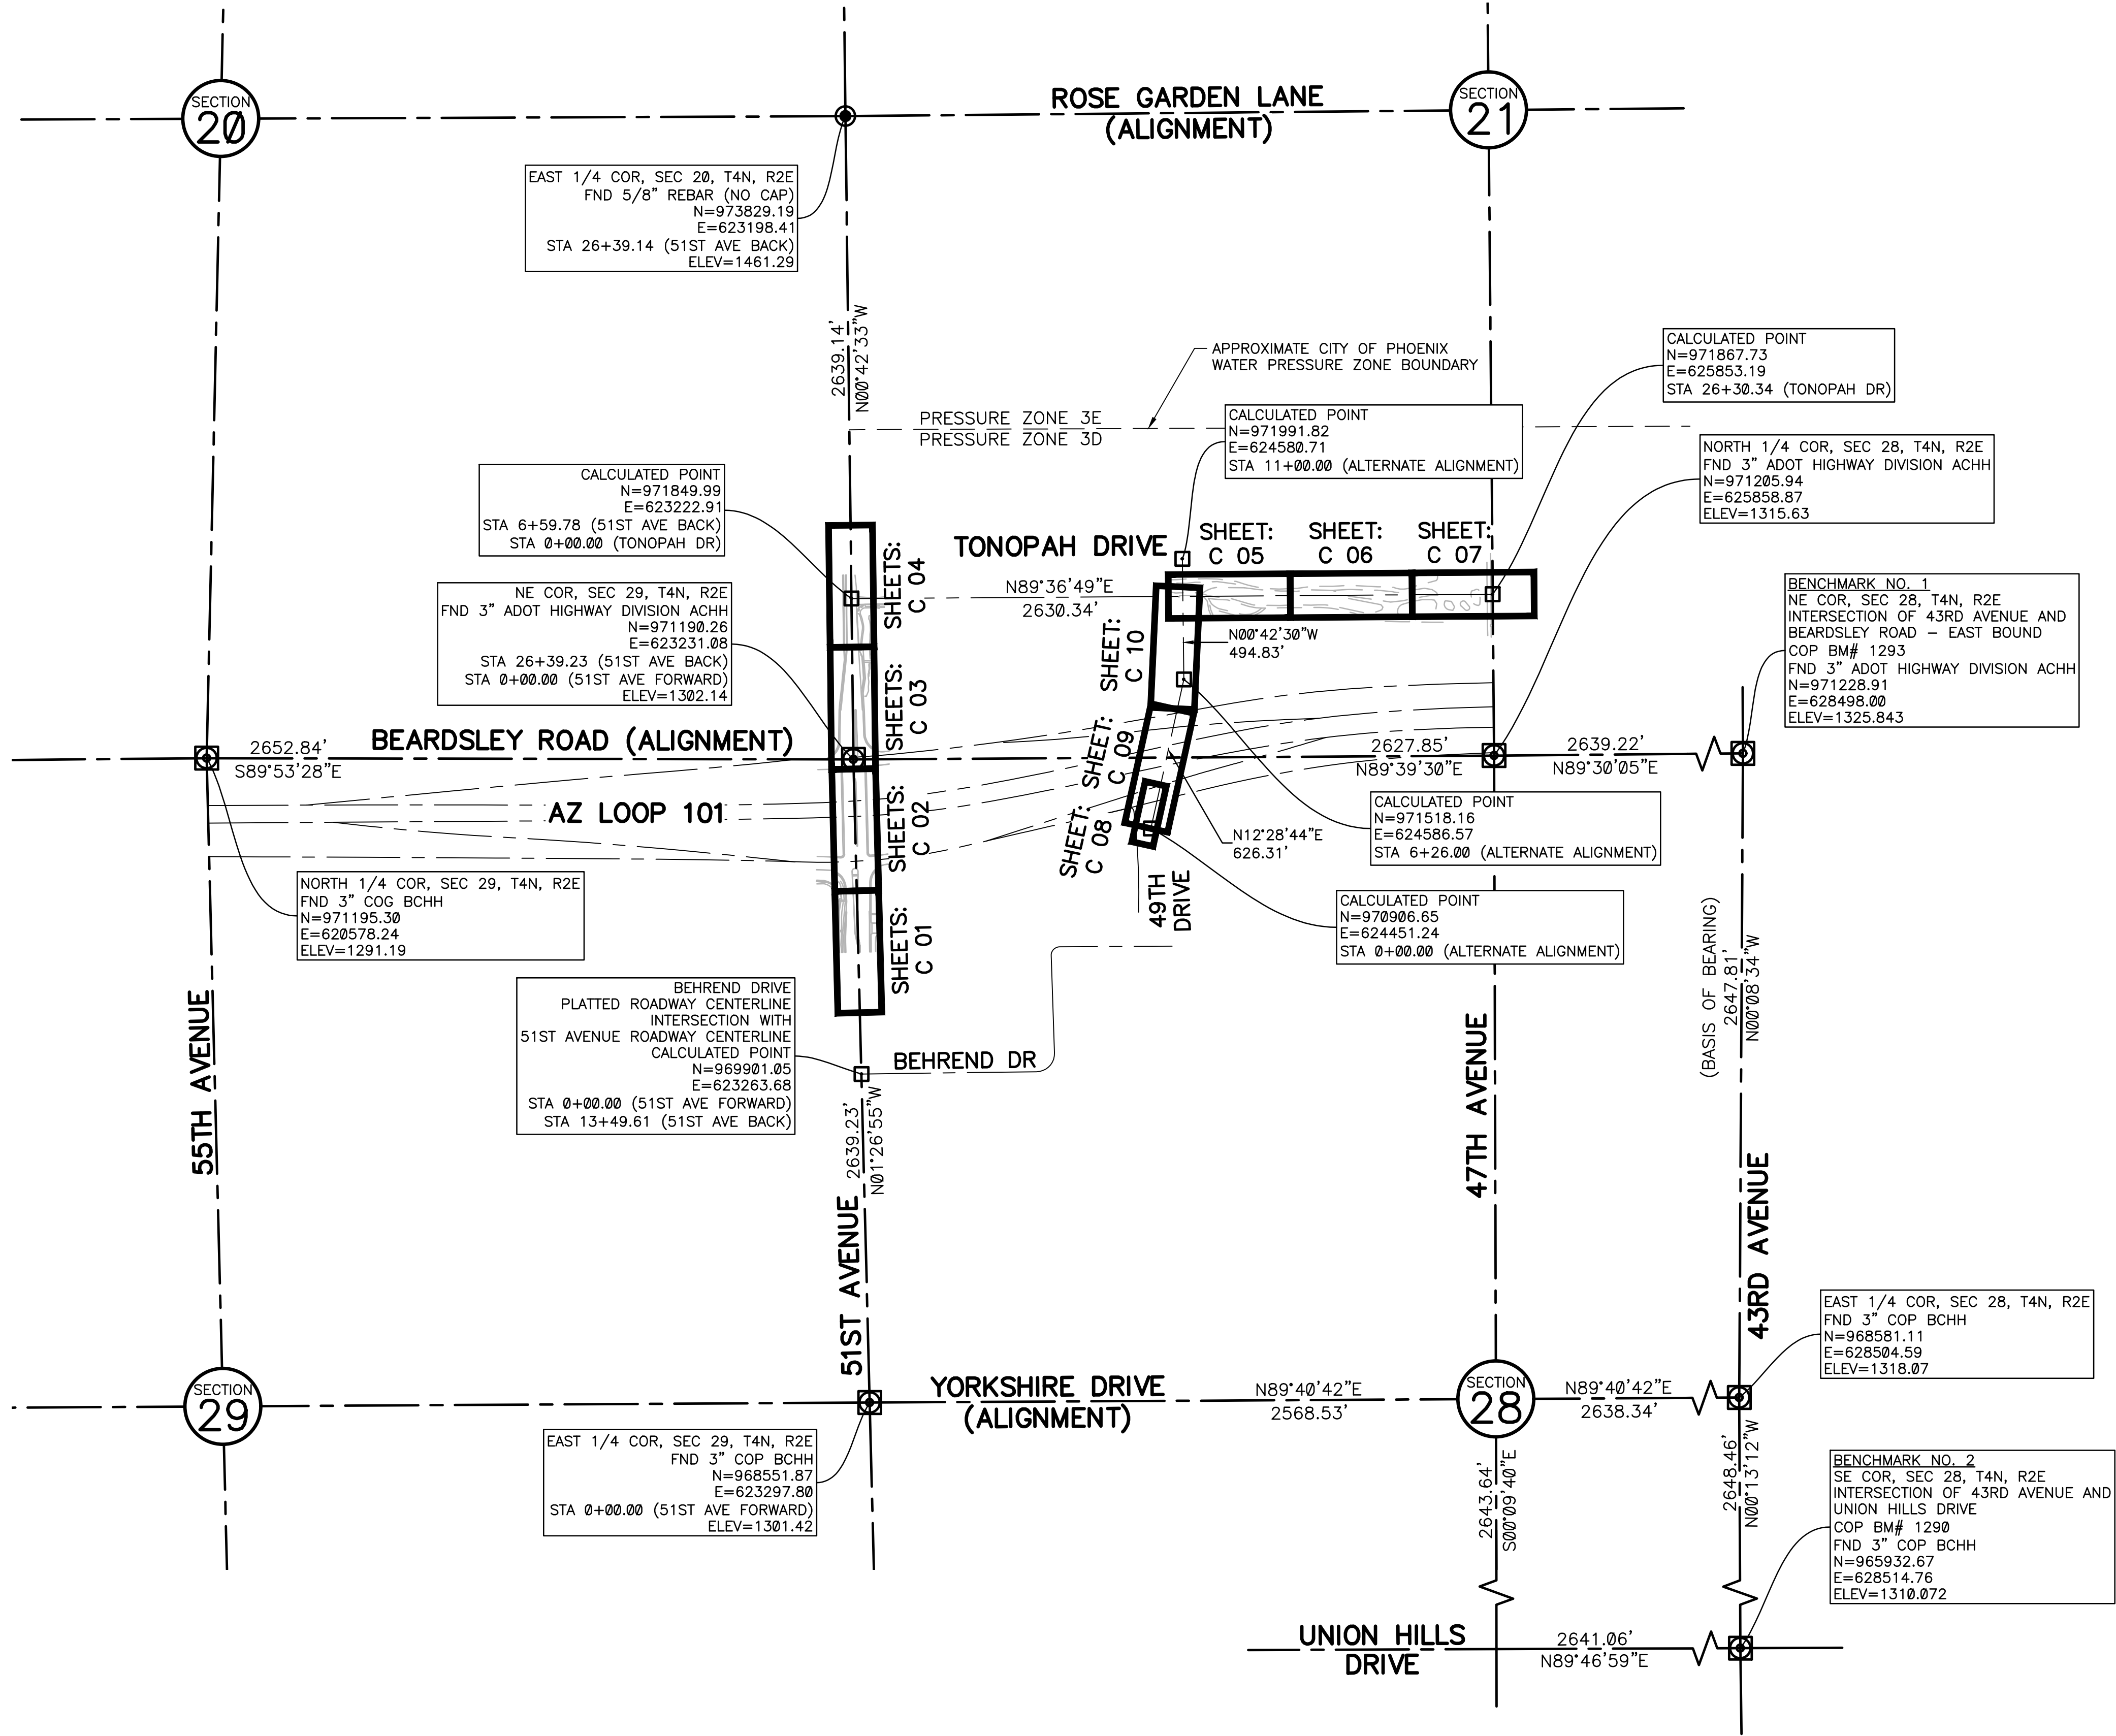 SECTION
20
ROSE GARDEN LANE
(ALIGNMENT)
SECTION
21
EAST 1/4 COR, SEC 20, T4N, R2E
FND 5/8" REBAR (NO CAP)
N=973829.19
E=623198.41
STA 26+39.14 (51ST AVE BACK)
ELEV=1461.29
2639.14'
N00°42'33"W
APPROXIMATE CITY OF PHOENIX
WATER PRESSURE ZONE BOUNDARY
PRESSURE ZONE 3E
PRESSURE ZONE 3D
CALCULATED POINT
N=971867.73
E=625853.19
STA 26+30.34 (TONOPAH DR)
CALCULATED POINT
N=971991.82
E=624580.71
STA 11+00.00 (ALTERNATE ALIGNMENT)
NORTH 1/4 COR, SEC 28, T4N, R2E
FND 3" ADOT HIGHWAY DIVISION ACHH
N=971205.94
E=625858.87
ELEV=1315.63
CALCULATED POINT
N=971849.99
E=623222.91
STA 6+59.78 (51ST AVE BACK)
STA 0+00.00 (TONOPAH DR)
TONOPAH DRIVE
SHEET:
C 05
SHEET:
C 06
SHEET:
C 07
N89°36'49"E
2630.34'
SHEETS:
C 04
SHEETS:
C 03
SHEETS:
C 02
SHEETS:
C 01
NE COR, SEC 29, T4N, R2E
FND 3" ADOT HIGHWAY DIVISION ACHH
N=971190.26
E=623231.08
STA 26+39.23 (51ST AVE BACK)
STA 0+00.00 (51ST AVE FORWARD)
ELEV=1302.14
SHEET:
C 10
SHEET:
C 09
SHEET:
C 08
N00°42'30"W
494.83'
BENCHMARK NO. 1
NE COR, SEC 28, T4N, R2E
INTERSECTION OF 43RD AVENUE AND
BEARDSLEY ROAD – EAST BOUND
COP BM# 1293
FND 3" ADOT HIGHWAY DIVISION ACHH
N=971228.91
E=628498.00
ELEV=1325.843
2652.84'
S89°53'28"E
BEARDSLEY ROAD (ALIGNMENT)
2627.85'
N89°39'30"E
2639.22'
N89°30'05"E
AZ LOOP 101
N12°28'44"E
626.31'
CALCULATED POINT
N=971518.16
E=624586.57
STA 6+26.00 (ALTERNATE ALIGNMENT)
NORTH 1/4 COR, SEC 29, T4N, R2E
FND 3" COG BCHH
N=971195.30
E=620578.24
ELEV=1291.19
49TH
DRIVE
CALCULATED POINT
N=970906.65
E=624451.24
STA 0+00.00 (ALTERNATE ALIGNMENT)
(BASIS OF BEARING)
2647.81'
N00°08'34"W
BEHREND DRIVE
PLATTED ROADWAY CENTERLINE
INTERSECTION WITH
51ST AVENUE ROADWAY CENTERLINE
CALCULATED POINT
N=969901.05
E=623263.68
STA 0+00.00 (51ST AVE FORWARD)
STA 13+49.61 (51ST AVE BACK)
BEHREND DR
55TH AVENUE
2639.23'
N01°26'55"W
51ST AVENUE
47TH AVENUE
43RD AVENUE
EAST 1/4 COR, SEC 28, T4N, R2E
FND 3" COP BCHH
N=968581.11
E=628504.59
ELEV=1318.07
SECTION
29
YORKSHIRE DRIVE
(ALIGNMENT)
N89°40'42"E
2568.53'
SECTION
28
N89°40'42"E
2638.34'
EAST 1/4 COR, SEC 29, T4N, R2E
FND 3" COP BCHH
N=968551.87
E=623297.80
STA 0+00.00 (51ST AVE FORWARD)
ELEV=1301.42
2643.64'
S00°09'40"E
2648.46'
N00°13'12"W
BENCHMARK NO. 2
SE COR, SEC 28, T4N, R2E
INTERSECTION OF 43RD AVENUE AND
UNION HILLS DRIVE
COP BM# 1290
FND 3" COP BCHH
N=965932.67
E=628514.76
ELEV=1310.072
UNION HILLS
DRIVE
2641.06'
N89°46'59"E